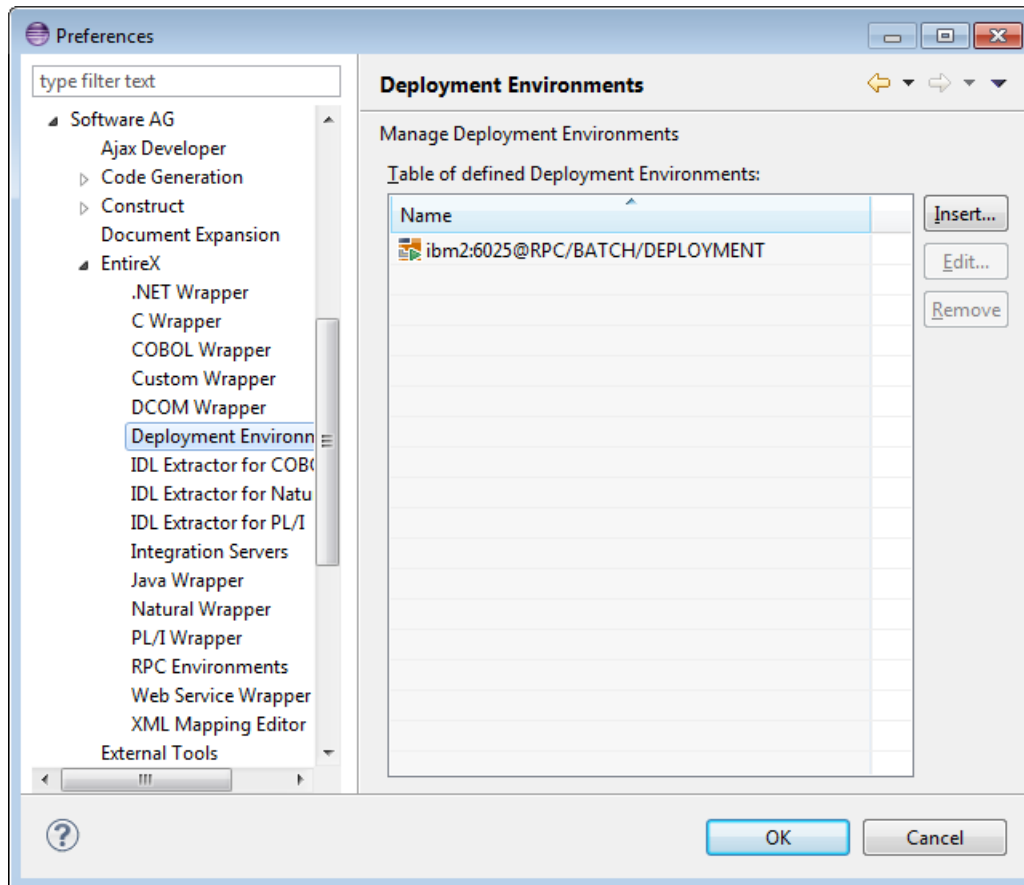 Preferences
type filter text
Software AG
Ajax Developer
Code Generation
Construct
Document Expansion
EntireX
.NET Wrapper
C Wrapper
COBOL Wrapper
Custom Wrapper
DCOM Wrapper
Deployment Environn
IDL Extractor for COBO
IDL Extractor for Natu
IDL Extractor for PL/I
Integration Servers
Java Wrapper
Natural Wrapper
PL/I Wrapper
RPC Environments
Web Service Wrapper
XML Mapping Editor
External Tools
Deployment Environments
Manage Deployment Environments
Table of defined Deployment Environments:
Name
ibm2:6025@RPC/BATCH/DEPLOYMENT
Insert...
Edit...
Remove
?
OK
Cancel